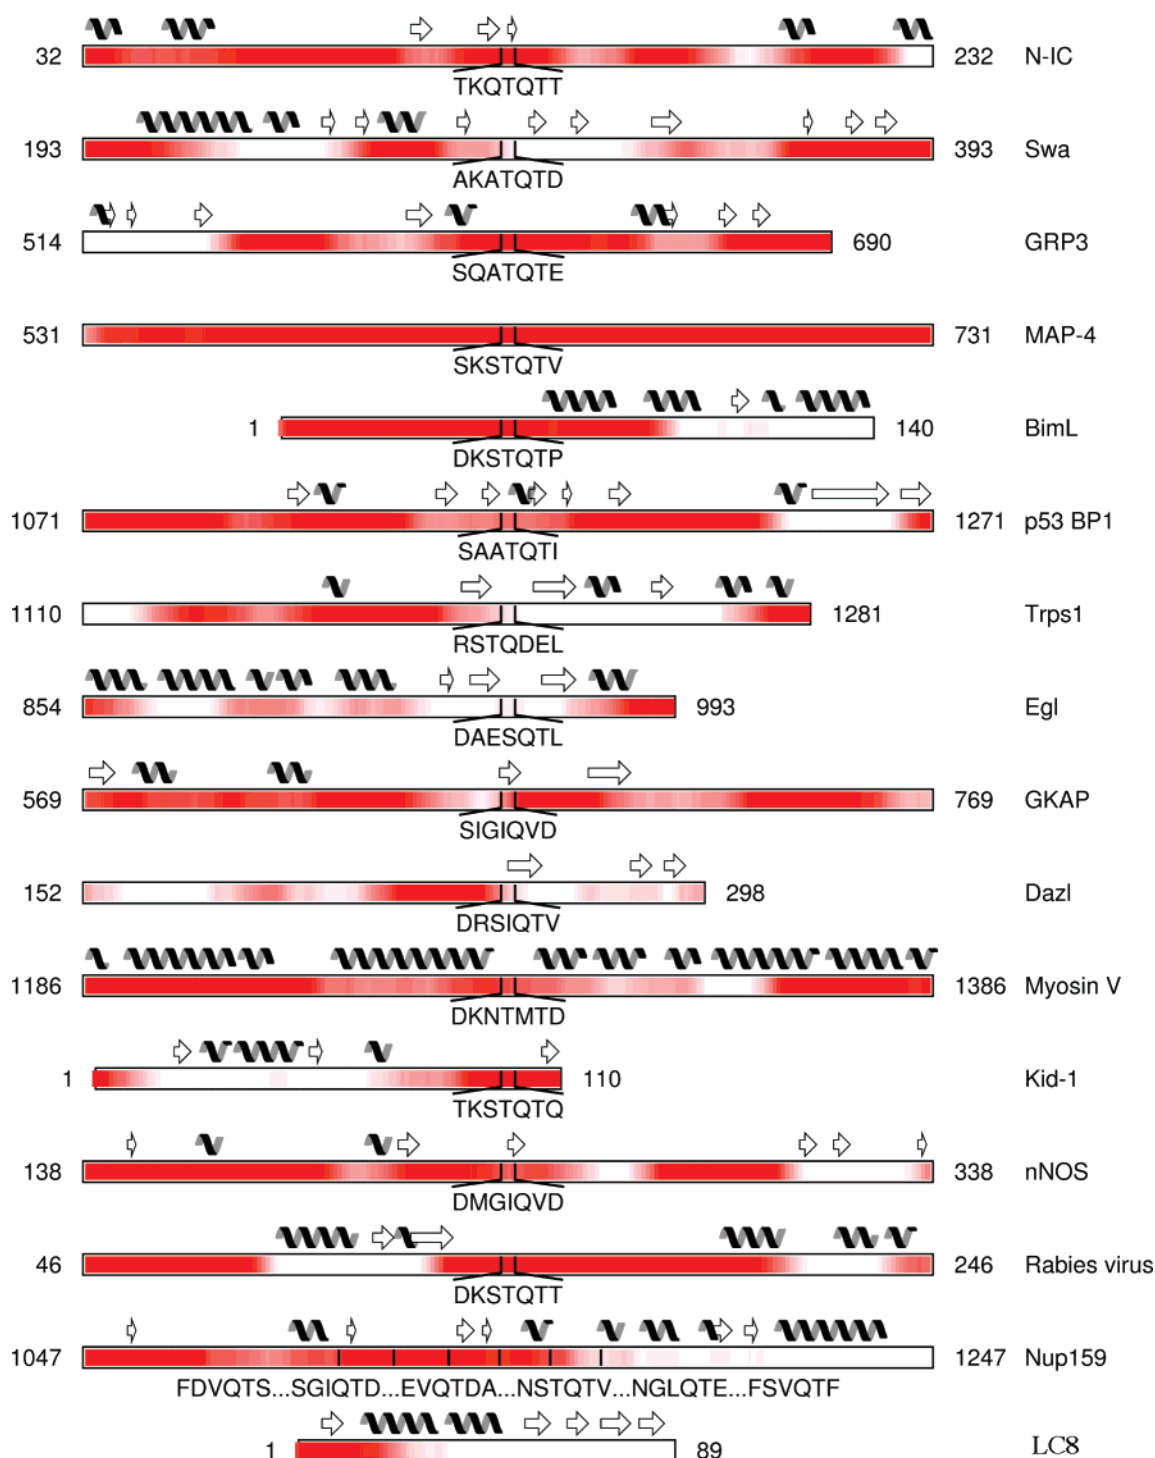 32 232 N-IC
TKQTQTT
193 393 Swa
AKATQTD
514 690 GRP3
SQATQTE
531 731 MAP-4
SKSTQTV
1 140 BimL
DKSTQTP
1071 1271 p53 BP1
SAATQTI
1110 1281 Trps1
RSTQDEL
854 993 Egl
DAESQTL
569 769 GKAP
SIGIQVD
152 298 Dazl
DRSIQTV
1186 1386 Myosin V
DKNTMTD
1 110 Kid-1
TKSTQTQ
138 338 nNOS
DMGIQVD
46 246 Rabies virus
DKSTQTT
1047 1247 Nup159
FDVQTS...SGIQTD...EVQTDA...NSTQTV...NGLQTE...FSVQTF
1 89 LC8